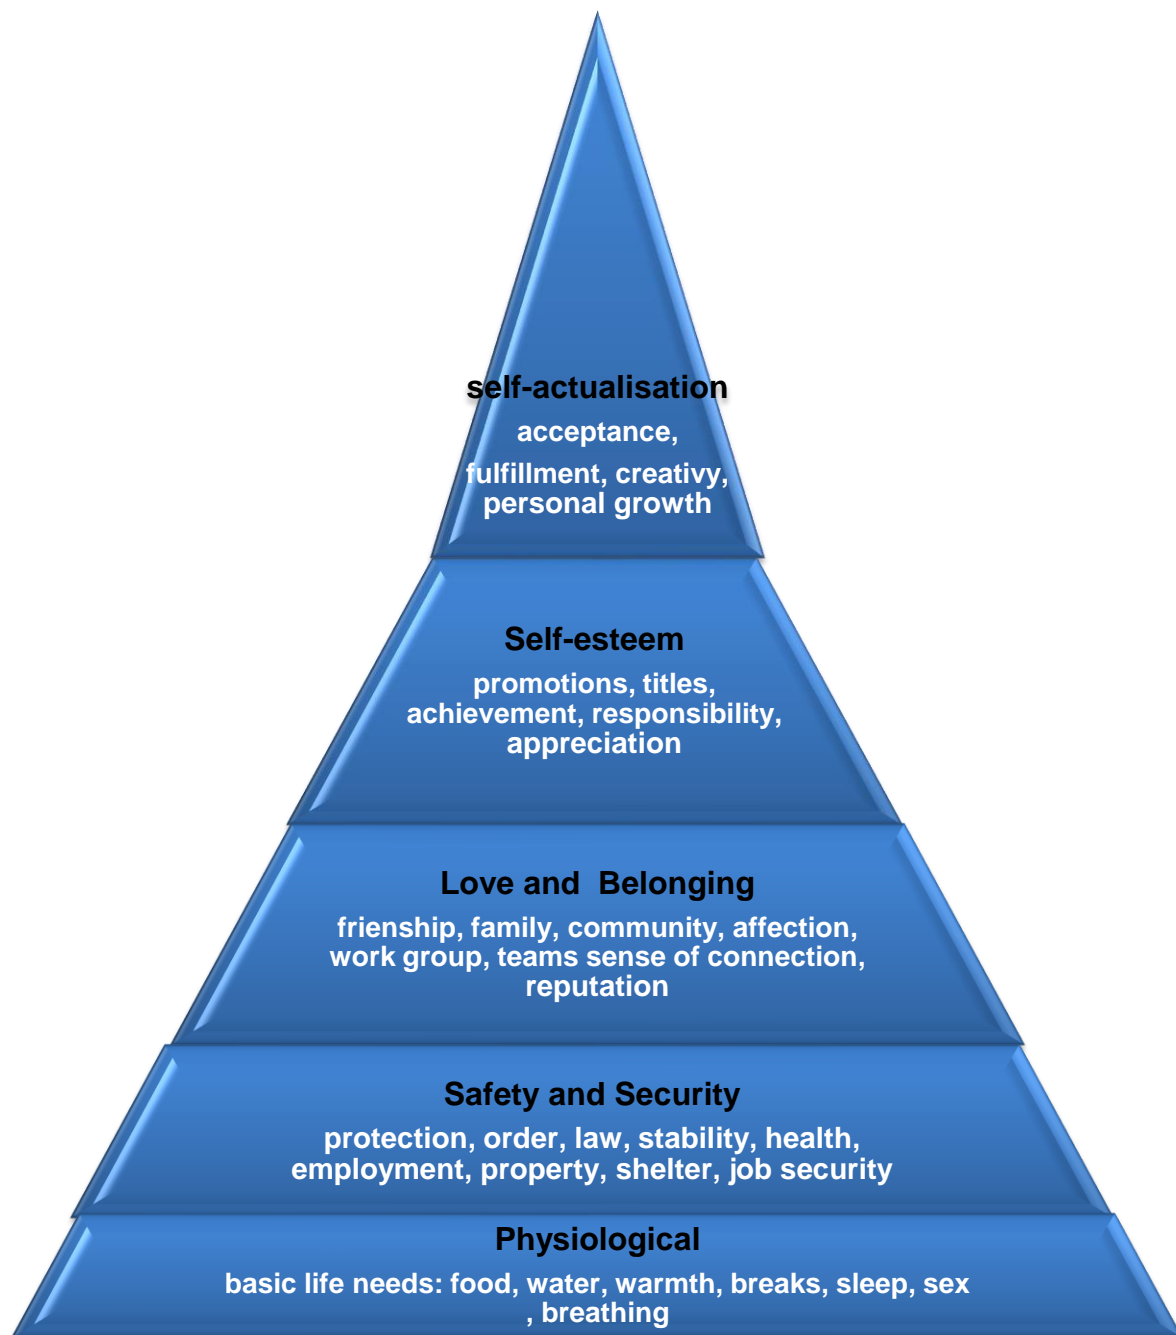 self-actualisation
acceptance,
fulfillment, creativy,
personal growth
Self-esteem
promotions, titles,
achievement, responsibility,
appreciation
Love and  Belonging
frienship, family, community, affection,
work group, teams sense of connection,
reputation
Safety and Security
protection, order, law, stability, health,
employment, property, shelter, job security
Physiological
basic life needs: food, water, warmth, breaks, sleep, sex
, breathing